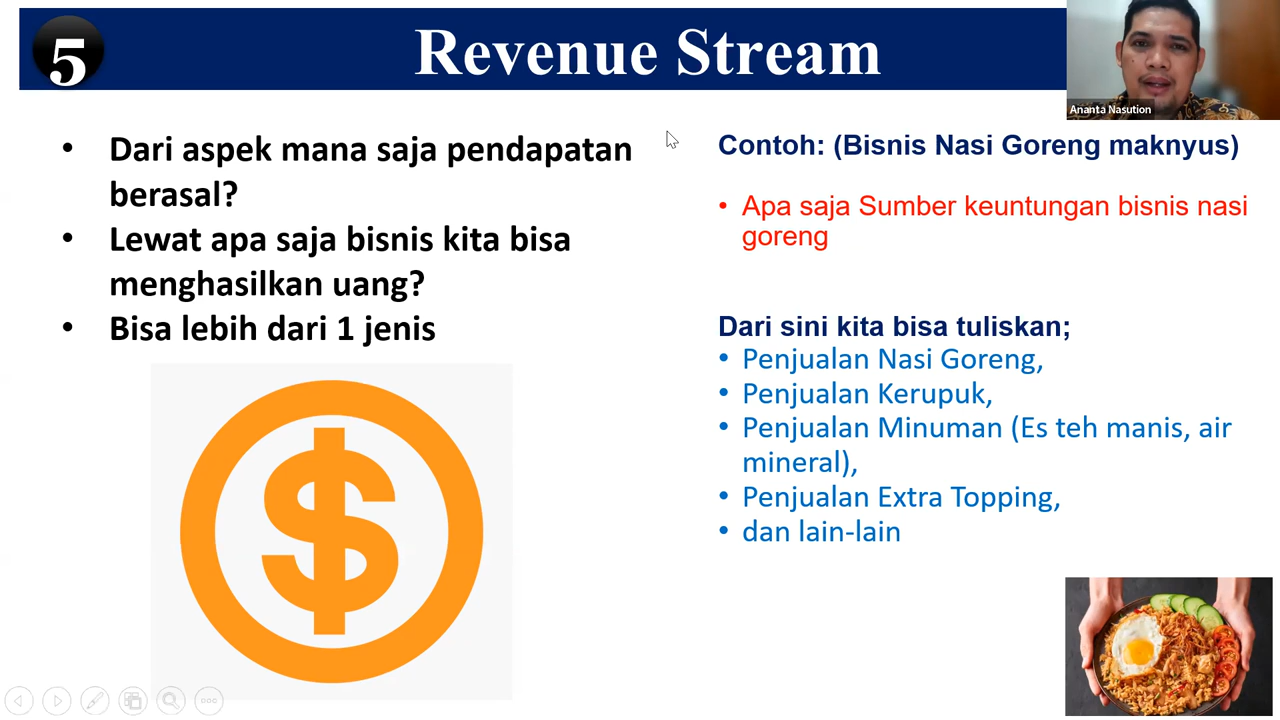 5
Revenue Stream
Ananta Nasution
• Dari aspek mana saja pendapatan
berasal?
• Lewat apa saja bisnis kita bisa
menghasilkan uang?
• Bisa lebih dari 1 jenis
$
Contoh: (Bisnis Nasi Goreng maknyus)
• Apa saja Sumber keuntungan bisnis nasi
goreng
Dari sini kita bisa tuliskan;
• Penjualan Nasi Goreng,
• Penjualan Kerupuk,
• Penjualan Minuman (Es teh manis, air
mineral),
• Penjualan Extra Topping,
• dan lain-lain